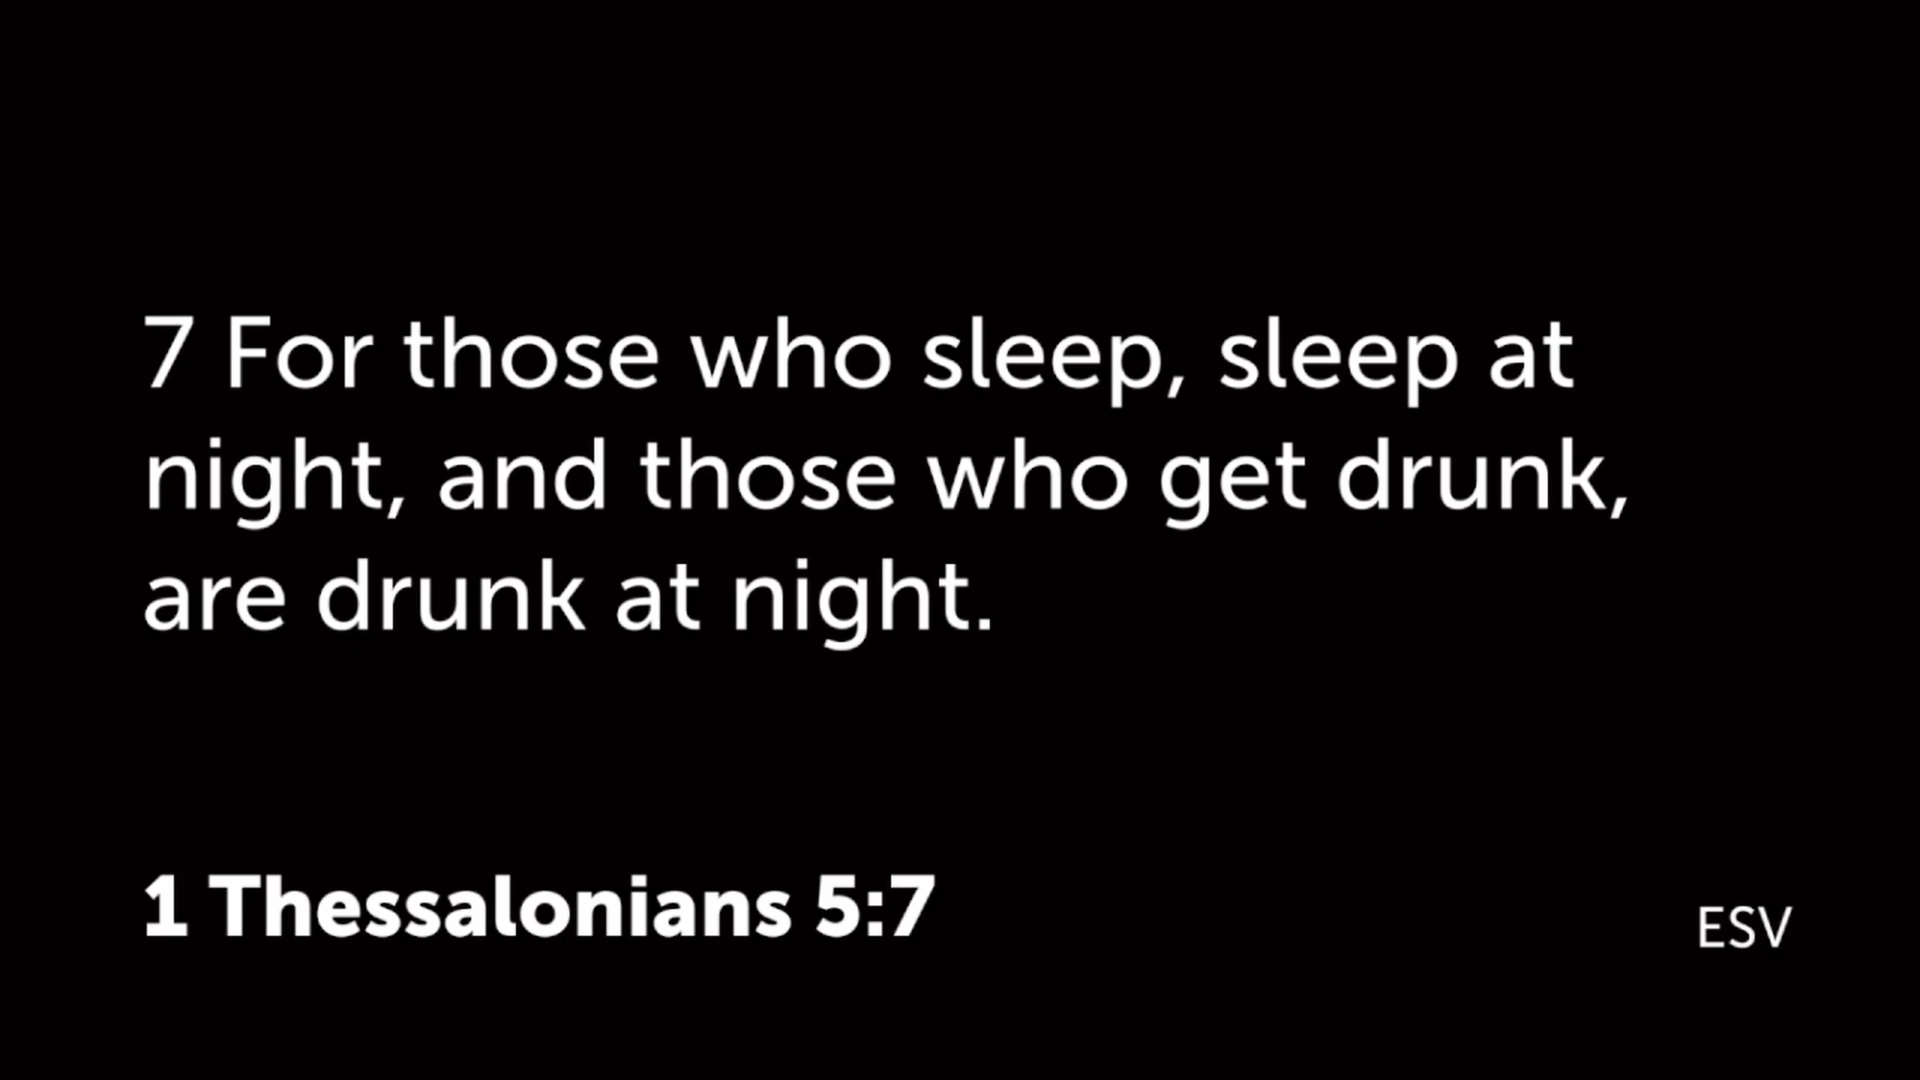 7 For those who sleep, sleep at
night, and those who get drunk,
are drunk at night.
1 Thessalonians 5:7
ESV